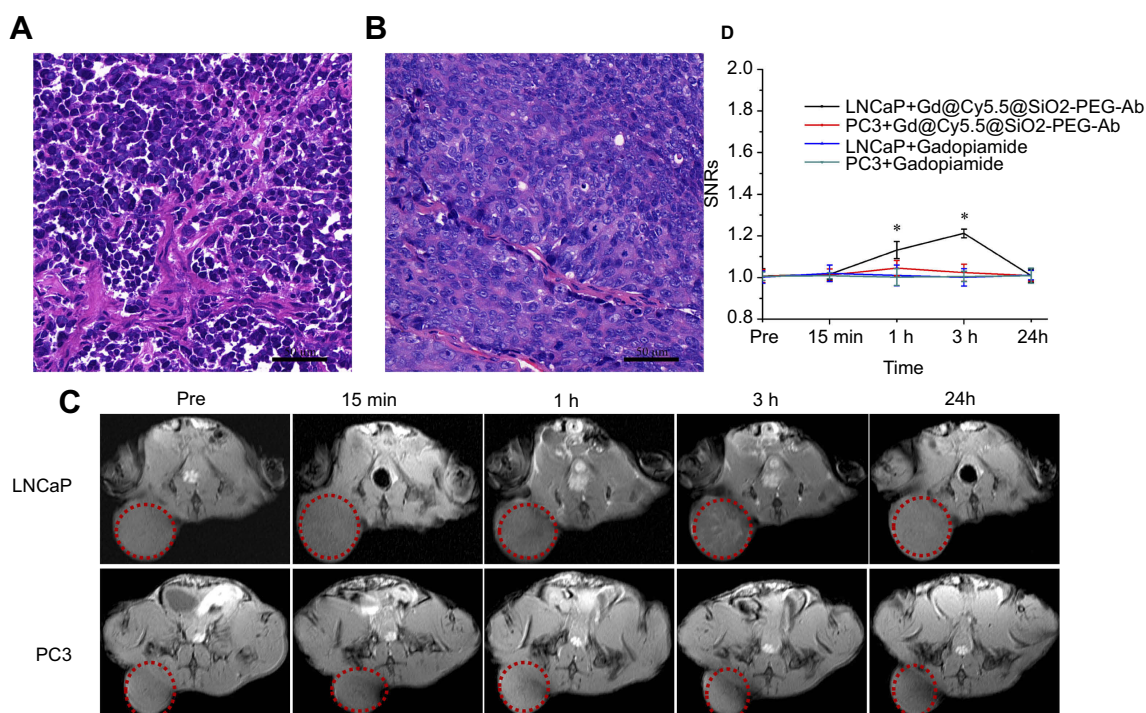 A
B
D
2.0
1.8
1.6
1.4
1.2
1.0
0.8
SNRs
LNCaP+Gd@Cy5.5@SiO2-PEG-Ab
PC3+Gd@Cy5.5@SiO2-PEG-Ab
LNCaP+Gadopiamide
PC3+Gadopiamide
*
*
Pre 15 min 1 h 3 h 24h
Time
50 μm
C
Pre 15 min 1 h 3 h 24h
LNCaP
PC3